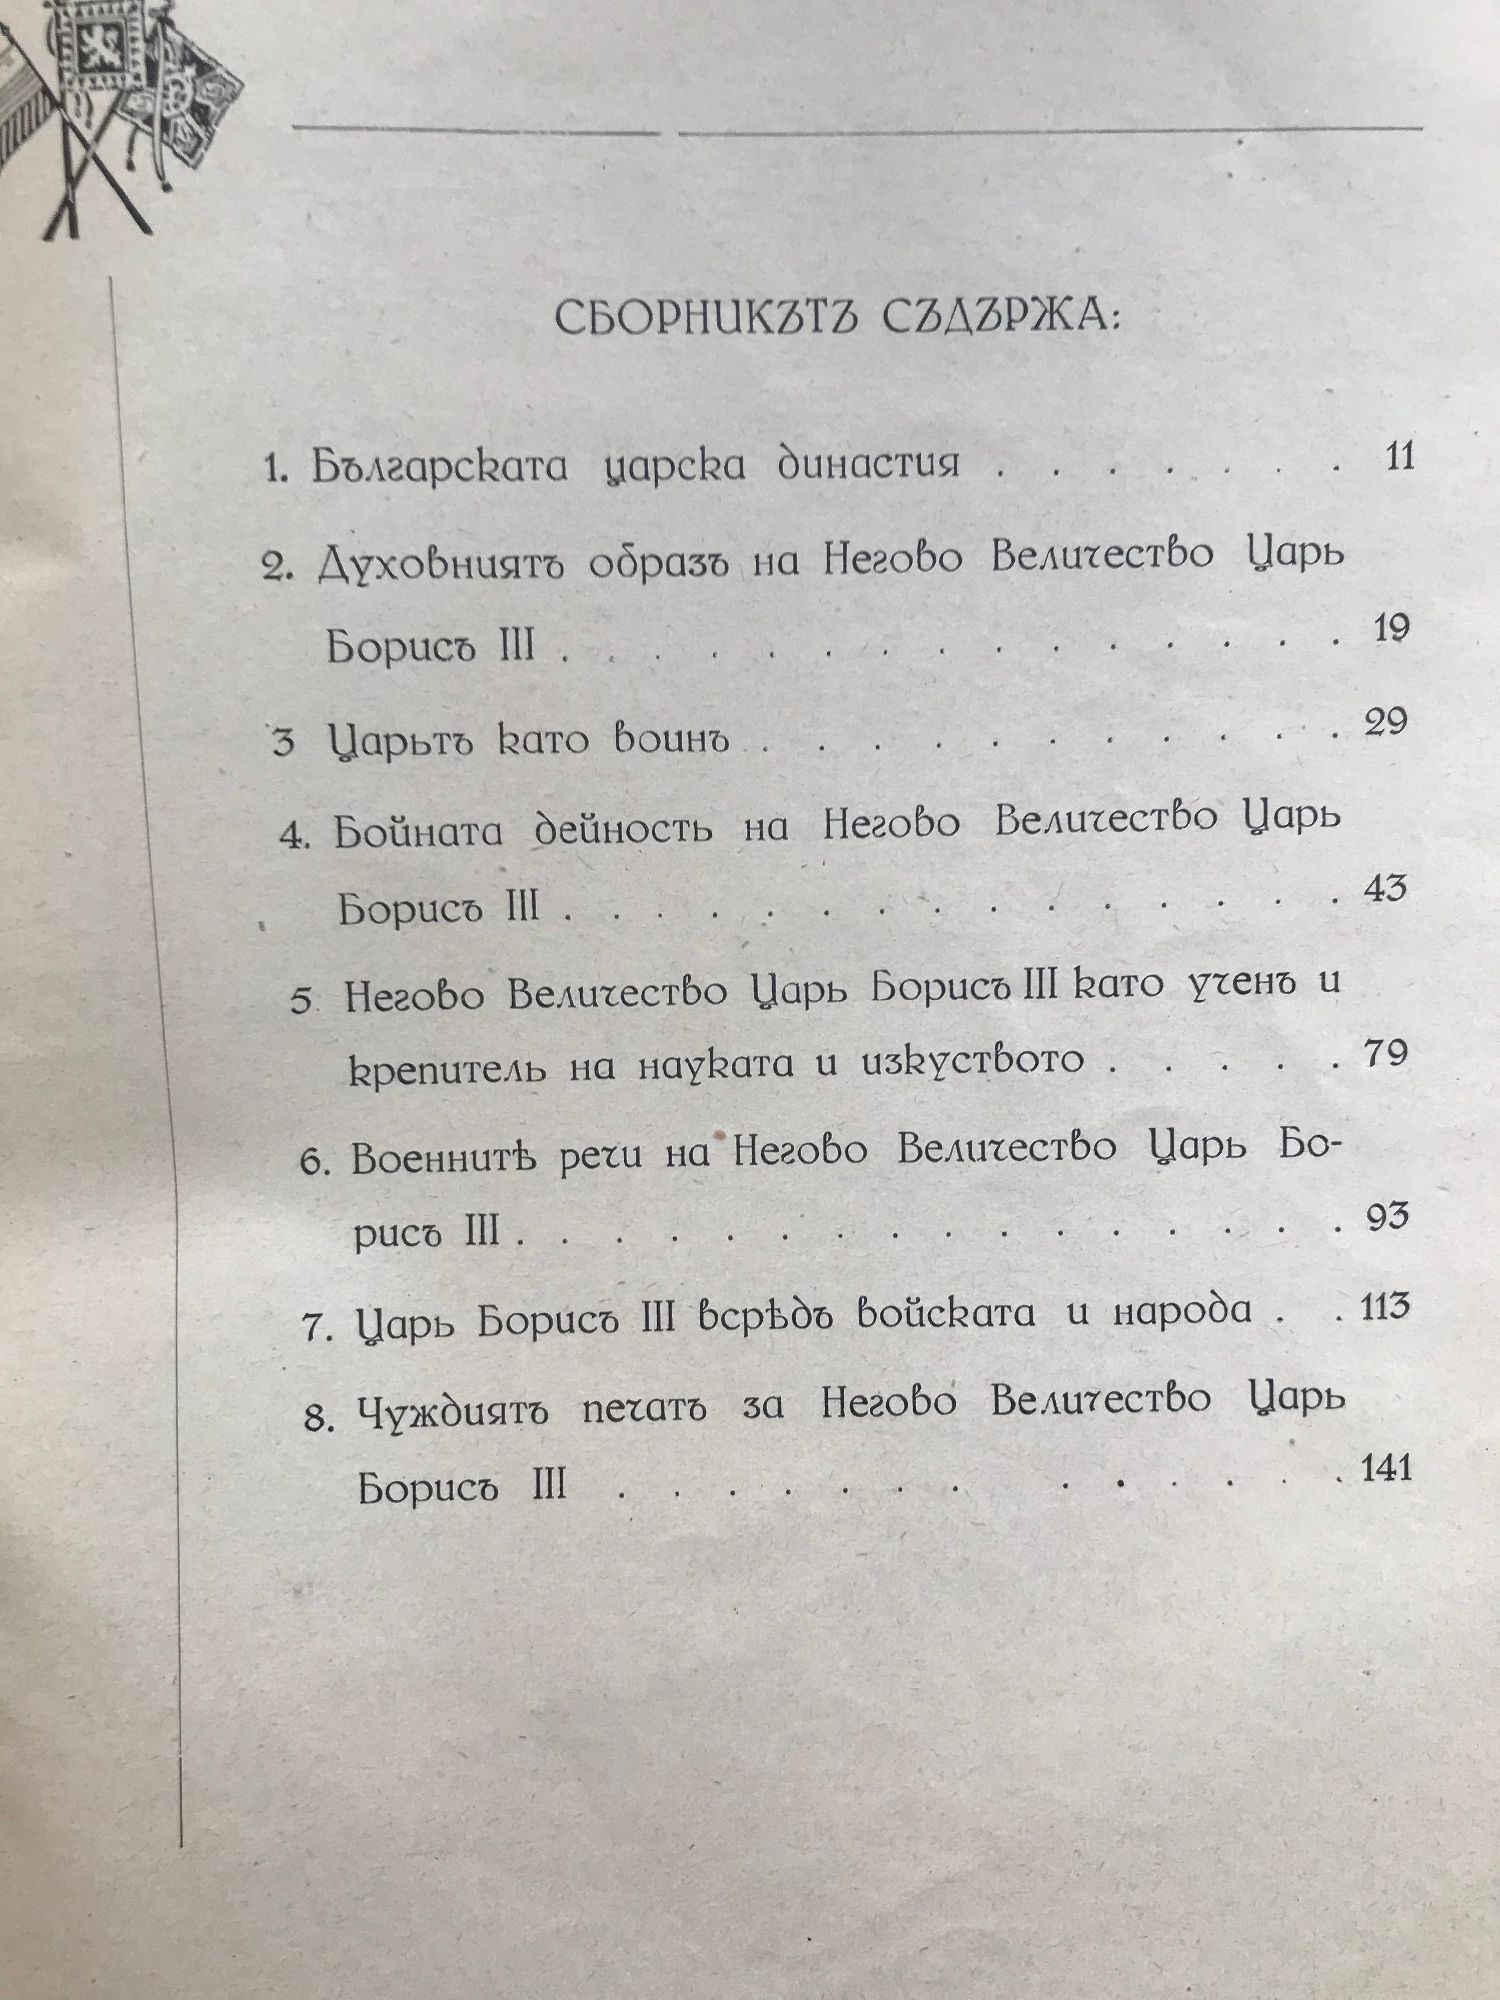 СБОРНИКЪТЪ СЪДЪРЖА:
1. Българската царска династия . . . . . . . 11
2. Духовниятъ образъ на Негово Величество Царь
Борисъ III . . . . . . . . . . . . . . 19
3 Царьтъ като воинъ . . . . . . . . . . . 29
4. Бойната дейность на Негово Величество Царь
Борисъ III . . . . . . . . . . . . . . 43
5. Негово Величество Царь Борисъ III като ученъ и
крепитель на науката и изкуството . . . . . 79
6. Военнитѣ речи на Негово Величество Царь Бо-
рисъ III . . . . . . . . . . . . . . . . 93
7. Царь Борисъ III всрѣдъ войската и народа . . 113
8. Чуждиятъ печатъ за Негово Величество Царь
Борисъ III . . . . . . . . . . . . . 141